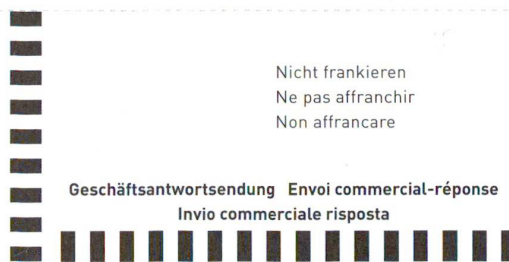 Nicht frankieren
Ne pas affranchir
Non affrancare
Geschäftsantwortsendung Envoi commercial-réponse
Invio commerciale risposta